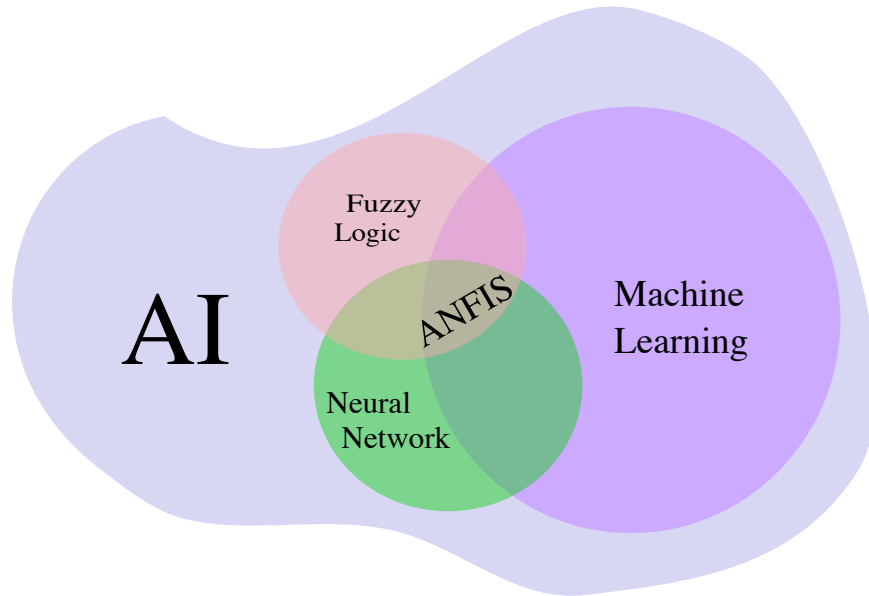 Fuzzy
Logic
AI
ANFIS
Machine
Learning
Neural
Network